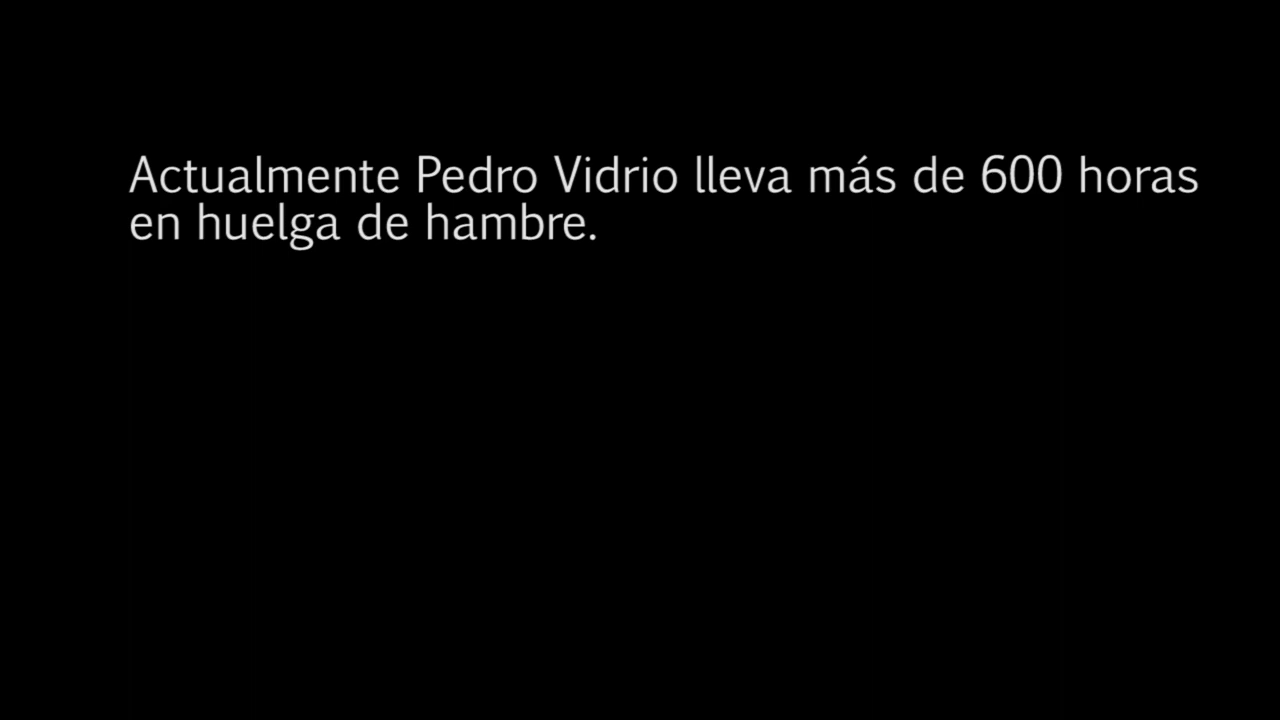 Actualmente Pedro Vidrio lleva más de 600 horas
en huelga de hambre.